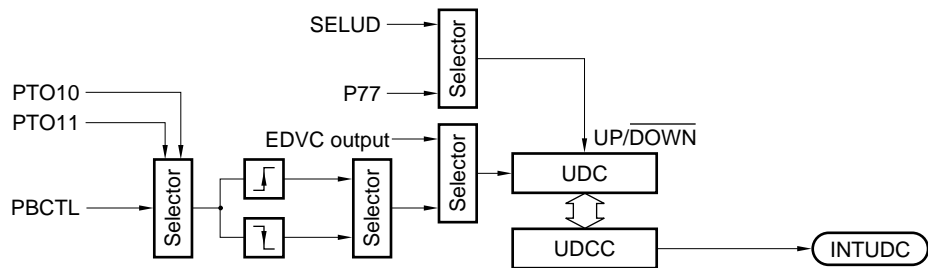 SELUD
Selector
P77
PTO10
PTO11
EDVC output
Selector
UP/DOWN
UDC
PBCTL
Selector
Selector
UDCC
INTUDC